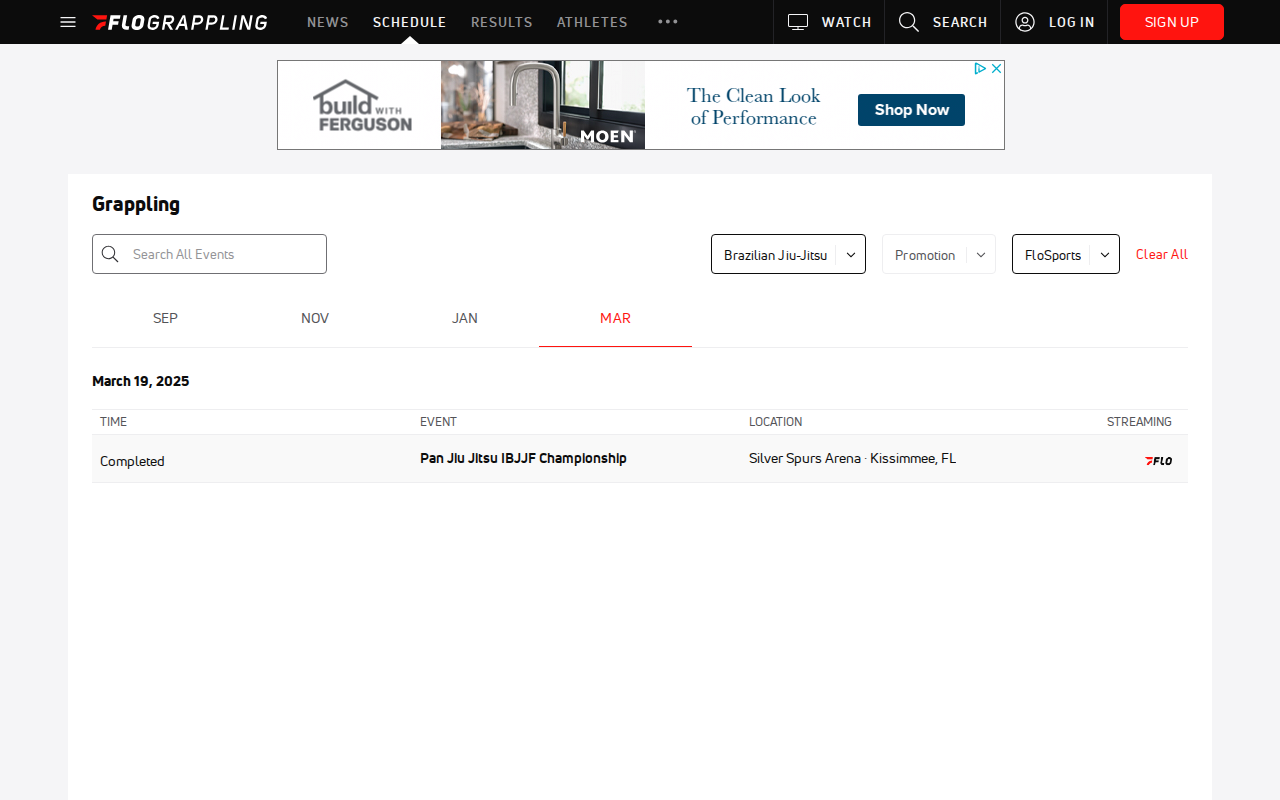 FLOGRAPPLING NEWS SCHEDULE RESULTS ATHLETES WATCH SEARCH LOG IN SIGN UP
build WITH FERGUSON
MOEN
The Clean Look
of Performance
Shop Now
Grappling
Search All Events
Brazilian Jiu-Jitsu
Promotion
FloSports
Clear All
SEP NOV JAN MAR
March 19, 2025
TIME EVENT LOCATION STREAMING
Completed Pan Jiu Jitsu IBJJF Championship Silver Spurs Arena · Kissimmee, FL FLO